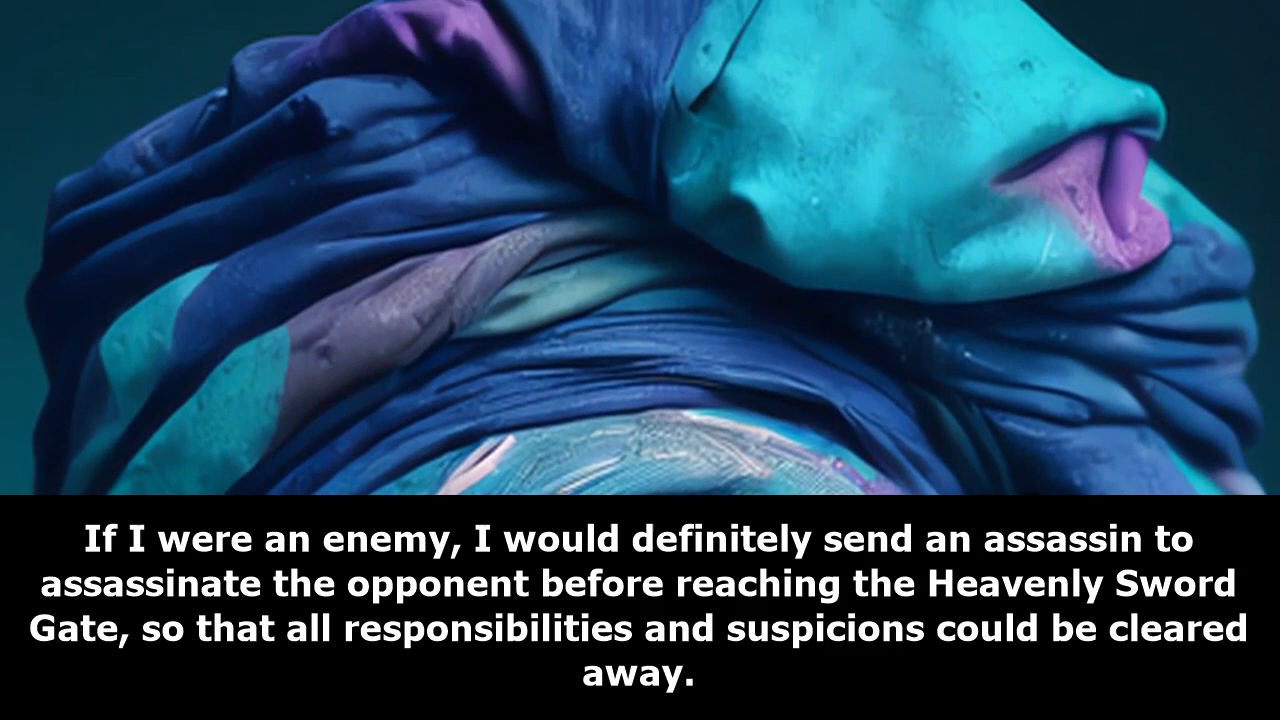 If I were an enemy, I would definitely send an assassin to
assassinate the opponent before reaching the Heavenly Sword
Gate, so that all responsibilities and suspicions could be cleared
away.